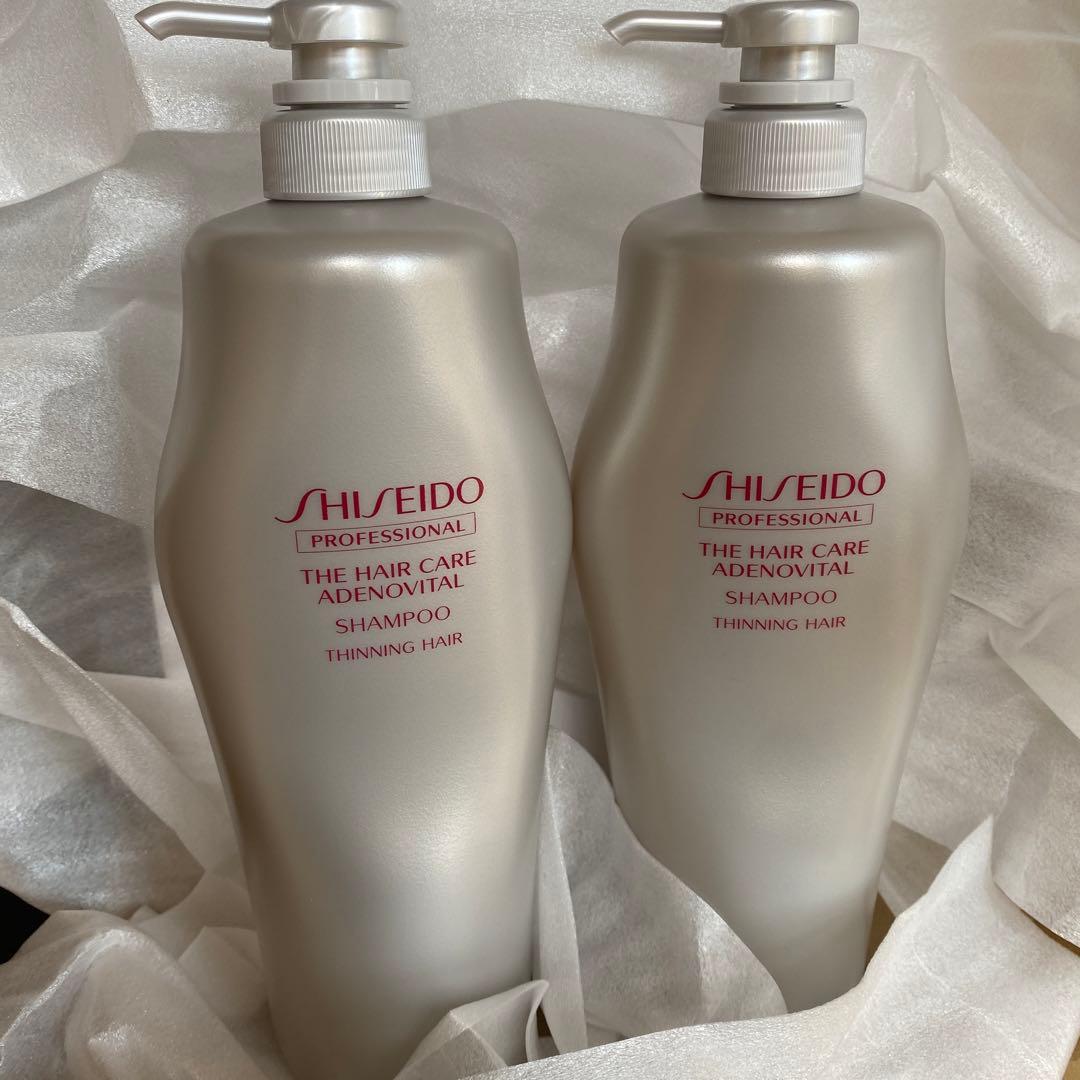 SHISEIDO
PROFESSIONAL
THE HAIR CARE
ADENOVITAL
SHAMPOO
THINNING HAIR
SHISEIDO
PROFESSIONAL
THE HAIR CARE
ADENOVITAL
SHAMPOO
THINNING HAIR